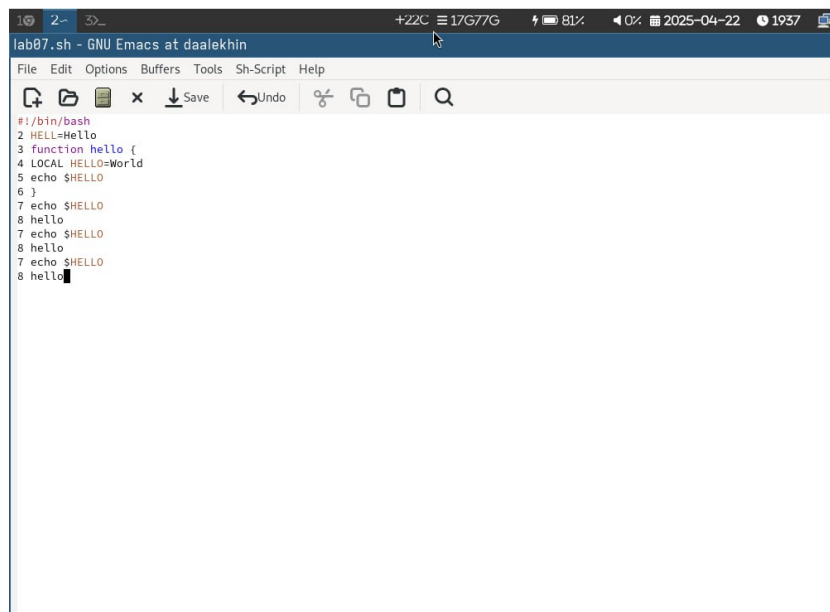 1 2 3 +22C 17G77G 81% 0% 2025-04-22 1937
lab07.sh - GNU Emacs at daalekhin
File Edit Options Buffers Tools Sh-Script Help
Save Undo
#!/bin/bash
2 HELL=Hello
3 function hello {
4 LOCAL HELLO=World
5 echo $HELLO
6 }
7 echo $HELLO
8 hello
7 echo $HELLO
8 hello
7 echo $HELLO
8 hello